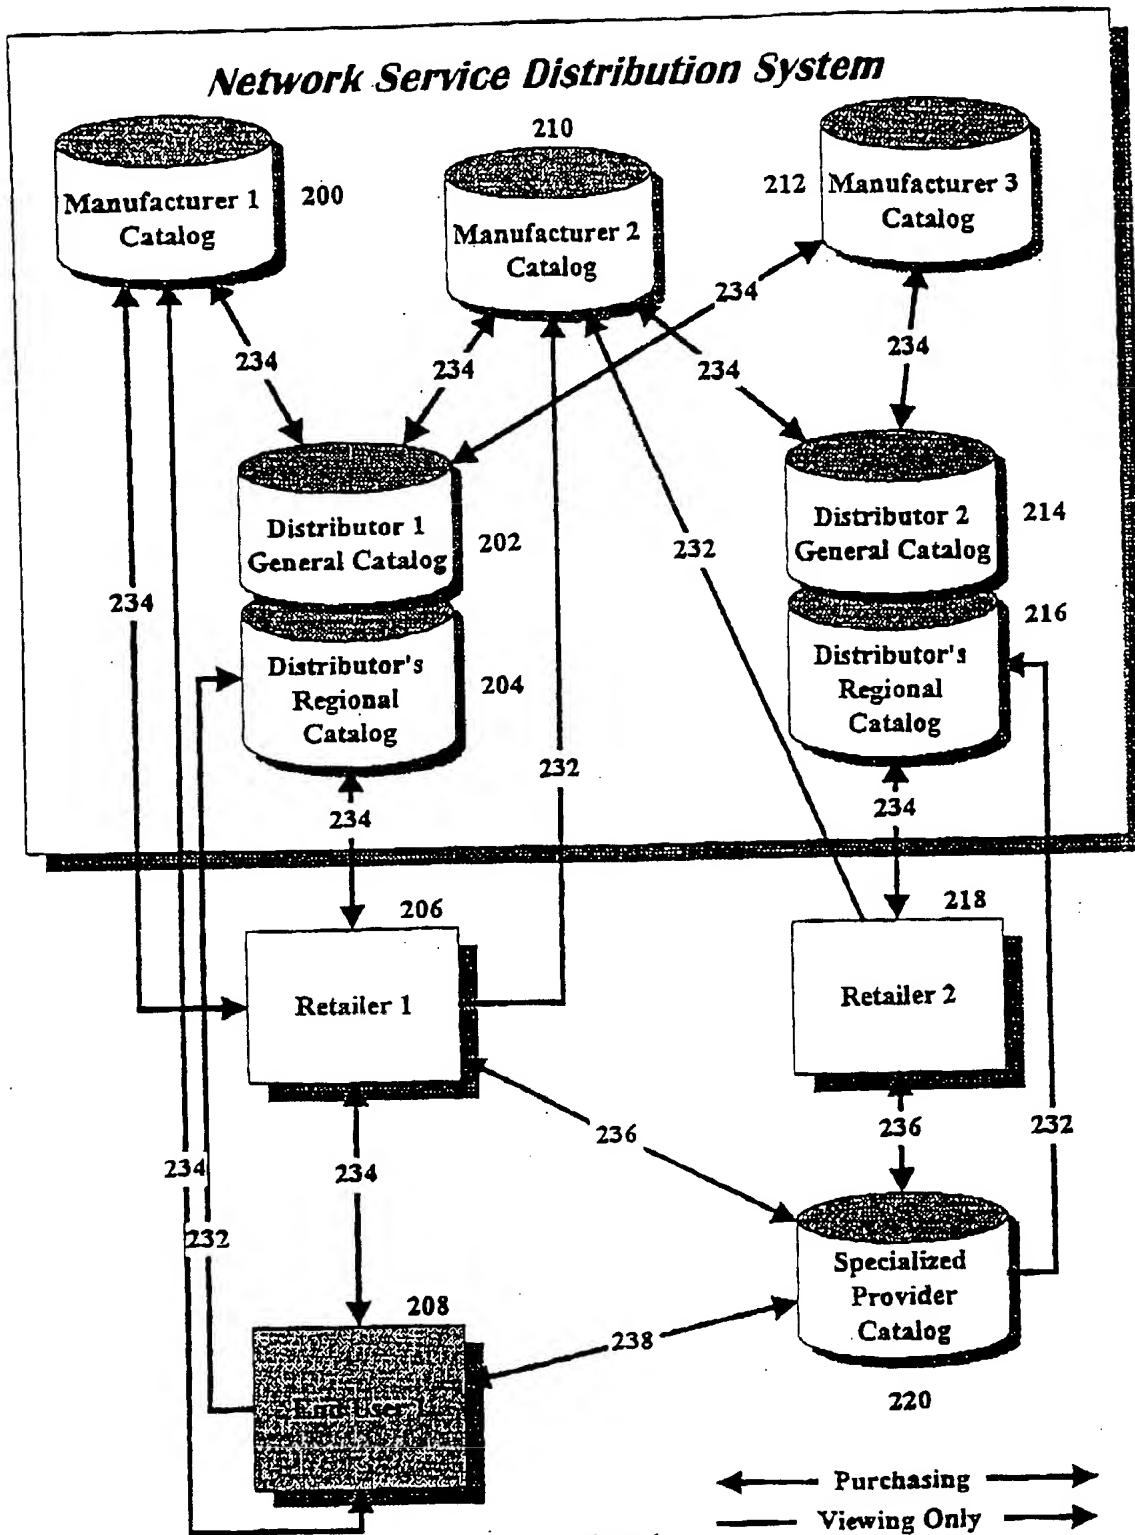 Network Service Distribution System
210
Manufacturer 1
Catalog
200
Manufacturer 2
Catalog
212
Manufacturer 3
Catalog
234
234
234
234
234
Distributor 1
General Catalog
202
232
Distributor 2
General Catalog
214
234
216
Distributor's
Regional
Catalog
204
Distributor's
Regional
Catalog
232
234
234
206
218
Retailer 1
Retailer 2
236
236
232
234
234
232
Specialized
Provider
Catalog
208
238
End User 1
220
Purchasing
Viewing Only